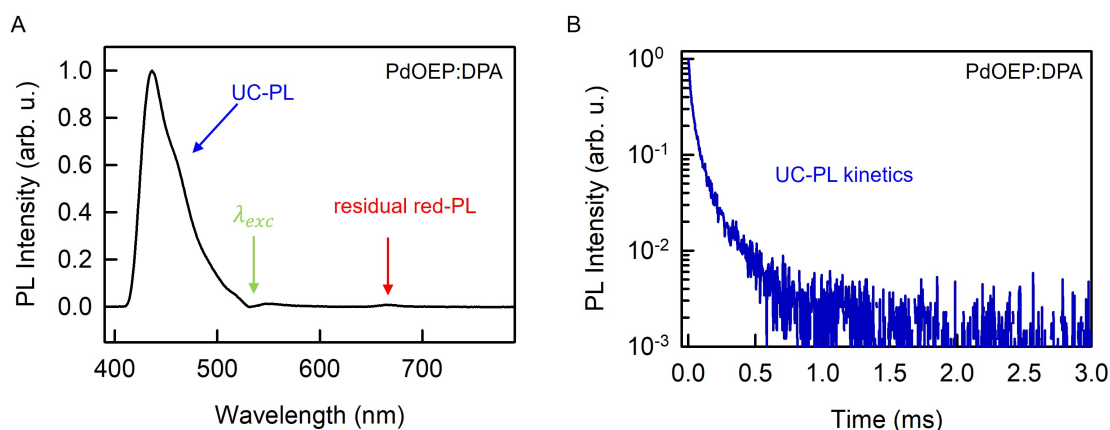 A
PL Intensity (arb. u.)
1.0
0.8
0.6
0.4
0.2
0.0
PdOEP:DPA
UC-PL
λexc
residual red-PL
400 500 600 700
Wavelength (nm)
B
PL Intensity (arb. u.)
10⁰
10⁻¹
10⁻²
10⁻³
PdOEP:DPA
UC-PL kinetics
0.0 0.5 1.0 1.5 2.0 2.5 3.0
Time (ms)